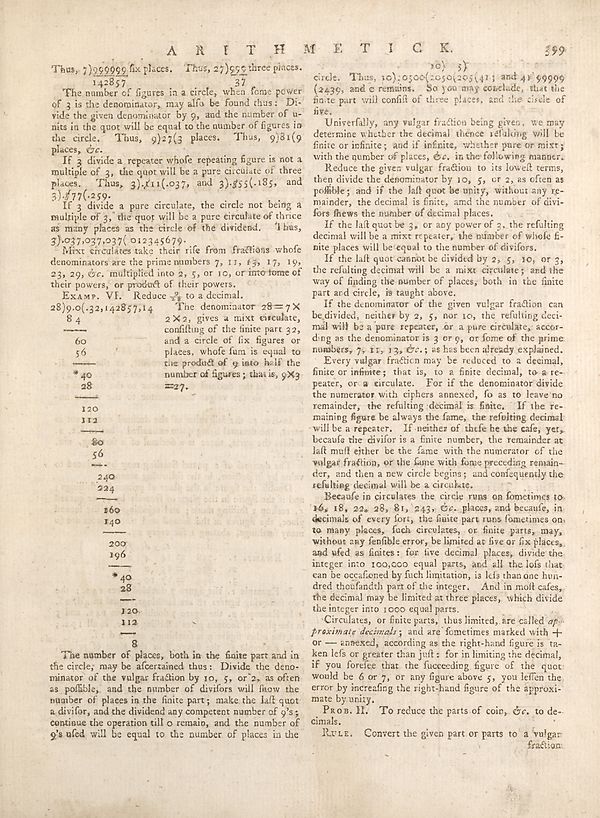 ARITHMETICK. 399
Thus, 7)999999 six places. Thus, 27)999 three places.
142857 37
The number of figures in a circle, when some power
of 3 is the denominator, may also be found thus: Di-
vide the given denominator by 9, and the number of u-
nits in the quot will be equal to the number of figures in
the circle. Thus, 9)27(3 places. Thus, 9)81(9
places, &c.
If 3 divide a repeater whose repeating figure is not a
multiple of 3, the quot will be a pure circulate of three
places. Thus, 3).111(.037, and 3).555(.185, and
3).777(.259.
If 3 divide a pure circulate, the circle not being a
multiple of 3, the quot will be a pure circulate of thrice
as many places as the circle of the dividend. Thus,
3).037,037,037(.012345679.
Mixt circulates take their rise from fractions whose
denominators are the prime numbers 7, 11, 13, 17, 19,
23, 29, &c. multiplied into 2, 5, or 10, or into some of
their powers, or product of their powers.
EXAMP. VI. Reduce 9/28 to a decimal.
28)9.0(.32,142857,14 The denominator 28=7×
84 2×2, gives a mixt circulate,
consisting of the finite part 32,
60 and a circle of six figures or
56 places, whose sum is equal to
the product of 9 into half the
*40 number of figures; that is, 9×3
28 =27.
120
112
80
56
240
224
160
140
200
196
*40
28
120
112
8
The number of places, both in the finite part and in
the circle, may be ascertained thus: Divide the deno-
minator of the vulgar fraction by 10, 5, or 2, as often
as possible, and the number of divisors will show the
number of places in the finite part; make the last quot
a divisor, and the dividend any competent number of 9's;
continue the operation till 0 remain, and the number of
9's used will be equal to the number of places in the
10) 5)
circle. Thus, 10)20500(2050(205(41; and 41)99999
(2439, and 0 remains. So you may conclude, that the
finite part will consist of three places, and the circle of
five.
Universally, any vulgar fraction being given, we may
determine whether the decimal thence resulting will be
finite or infinite; and if infinite, whether pure or mixt;
with the number of places, &c. in the following manner.
Reduce the given vulgar fraction to its lowest terms,
then divide the denominator by 10, 5, or 2, as often as
possible; and if the last quot be unity, without any re-
mainder, the decimal is finite, and the number of divi-
sors shews the number of decimal places.
If the last quot be 3, or any power of 3, the resulting
decimal will be a mixt repeater, the number of whose fi-
nite places will be equal to the number of divisors.
If the last quot cannot be divided by 2, 5, 10, or 3,
the resulting decimal will be a mixt circulate; and the
way of finding the number of places, both in the finite
part and circle, is taught above.
If the denominator of the given vulgar fraction can
be divided, neither by 2, 5, nor 10, the resulting deci-
mal will be a pure repeater, or a pure circulate, accor-
ding as the denominator is 3 or 9, or some of the prime
numbers, 7, 11, 13, &c.; as has been already explained.
Every vulgar fraction may be reduced to a decimal,
finite or infinite; that is, to a finite decimal, to a re-
peater, or a circulate. For if the denominator divide
the numerator with ciphers annexed, so as to leave no
remainder, the resulting decimal is finite. If the re-
maining figure be always the same, the resulting decimal
will be a repeater. If neither of these be the case, yet,
because the divisor is a finite number, the remainder at
last must either be the same with the numerator of the
vulgar fraction, or the same with some preceding remain-
der, and then a new circle begins; and consequently the
resulting decimal will be a circulate.
Because in circulates the circle runs on sometimes to
16, 18, 22, 28, 81, 243, &c. places, and because, in
decimals of every sort, the finite part runs sometimes on
to many places, such circulates, or finite parts, may,
without any sensible error, be limited at five or six places,
and used as finites: for five decimal places, divide the
integer into 100,000 equal parts, and all the loss that
can be occasioned by such limitation, is less than one hun-
dred thousandth part of the integer. And in most cases,
the decimal may be limited at three places, which divide
the integer into 1000 equal parts.
Circulates, or finite parts, thus limited, are called ap-
proximate decimals; and are sometimes marked with +
or — annexed, according as the right-hand figure is ta-
ken less or greater than just: for in limiting the decimal,
if you foresee that the succeeding figure of the quot
would be 6 or 7, or any figure above 5, you lessen the
error by increasing the right-hand figure of the approxi-
mate by unity.
PROB. II. To reduce the parts of coin, &c. to de-
cimals.
RULE. Convert the given part or parts to a vulgar
fraction: